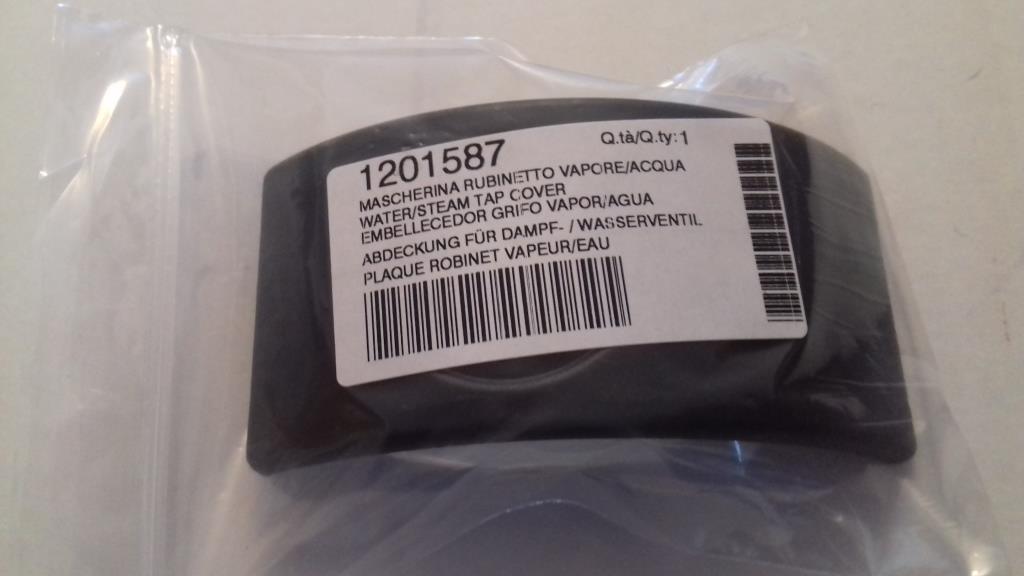 1201587
Q.tà/Q.ty: 1
MASCHERINA RUBINETTO VAPORE/ACQUA
WATER/STEAM TAP COVER
EMBELLECEDOR GRIFO VAPOR/AGUA
ABDECKUNG FÜR DAMPF- / WASSERVENTIL
PLAQUE ROBINET VAPEUR/EAU